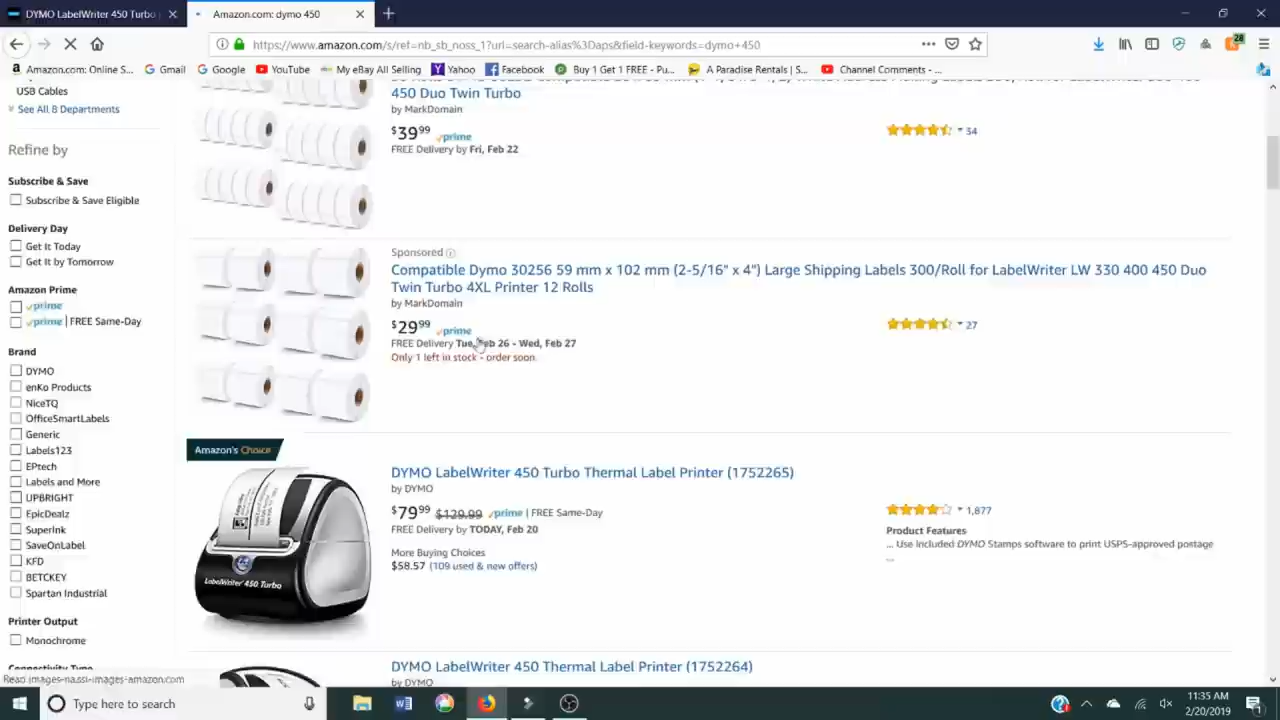 DYMO LabelWriter 450 Turbo
Amazon.com: dymo 450
https://www.amazon.com/s/ref=nb_sb_noss_1?url=search-alias%3Daps&field-keywords=dymo+450
28
Amazon.com: Online S...
Gmail
Google
YouTube
My eBay All
Yahoo
Facebook
Buy 1 Get 1 FREE - Pu...
A Paradise Rentals | S...
Channel Comments - ...
USB Cables
See All 8 Departments
Refine by
Subscribe & Save
Subscribe & Save Eligible
Delivery Day
Get It Today
Get It by Tomorrow
Amazon Prime
prime
prime | FREE Same-Day
Brand
DYMO
enKo Products
NiceTQ
OfficeSmartLabels
Generic
Labels123
EPtech
Labels and More
UPBRIGHT
EpicDealz
SuperInk
SaveOnLabel
KFD
BETCKEY
Spartan Industrial
Printer Output
Monochrome
Connectivity Type
450 Duo Twin Turbo
by MarkDomain
$39 99 prime
FREE Delivery by Fri, Feb 22
34
Sponsored
Compatible Dymo 30256 59 mm x 102 mm (2-5/16" x 4") Large Shipping Labels 300/Roll for LabelWriter LW 330 400 450 Duo
Twin Turbo 4XL Printer 12 Rolls
by MarkDomain
$29 99 prime
FREE Delivery Tue, Feb 26 - Wed, Feb 27
Only 1 left in stock - order soon.
27
Amazon's Choice
LabelWriter 450 Turbo
DYMO LabelWriter 450 Turbo Thermal Label Printer (1752265)
by DYMO
$79 99 $129.99 prime | FREE Same-Day
FREE Delivery by TODAY, Feb 20
More Buying Choices
$58.57 (109 used & new offers)
1,877
Product Features
... Use Included DYMO Stamps software to print USPS-approved postage
...
DYMO LabelWriter 450 Thermal Label Printer (1752264)
by DYMO
Read images-na.ssl-images-amazon.com
Type here to search
11:35 AM
2/20/2019
1